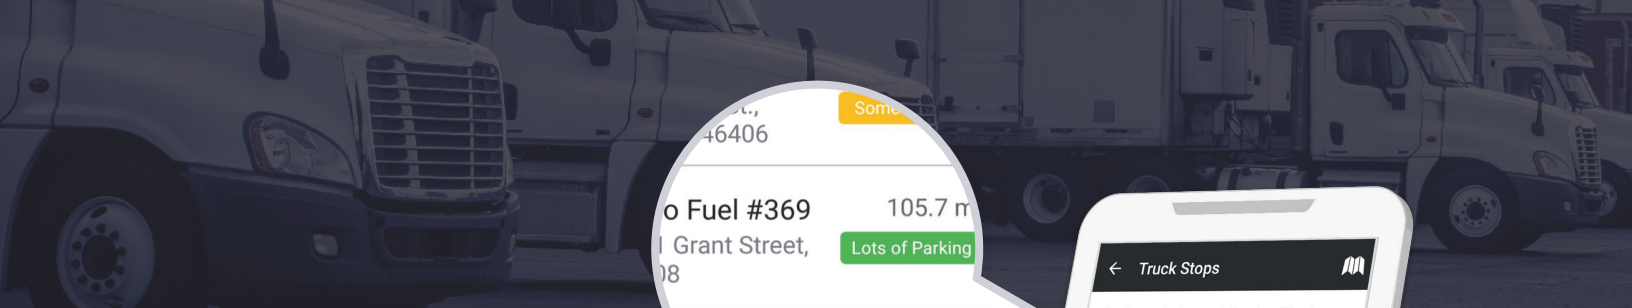 Some
46406
o Fuel #369
105.7 m
Grant Street,
Lots of Parking
08
Truck Stops